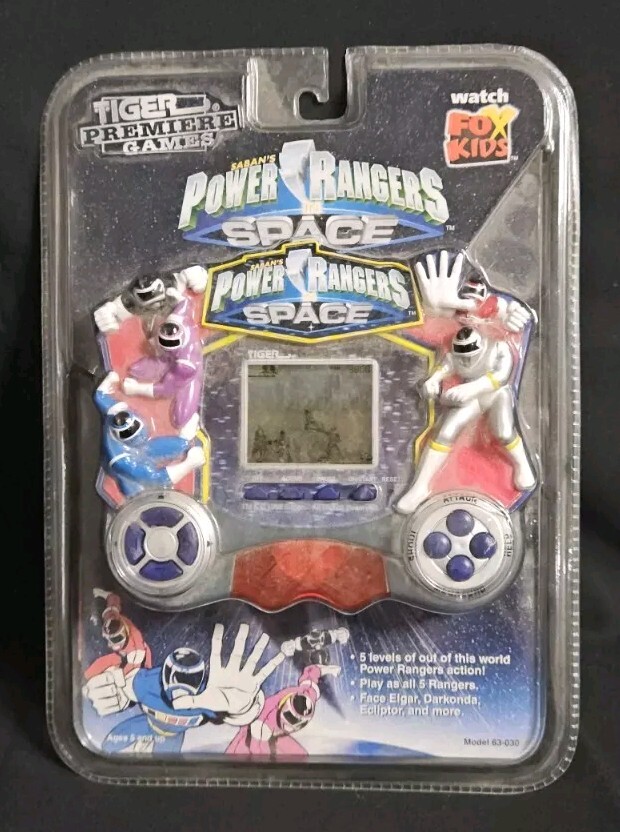 TIGER
PREMIERE
GAMES
watch
FOX
KIDS
SABAN'S
POWER RANGERS
IN
SPACE
SABAN'S
POWER RANGERS
SPACE
TIGER
RESET
ATTACK
• 5 levels of out of this world
Power Rangers action!
• Play as all 5 Rangers.
• Face Elgar, Darkonda,
Ecliptor, and more.
Ages 5 and up
Model 63-030